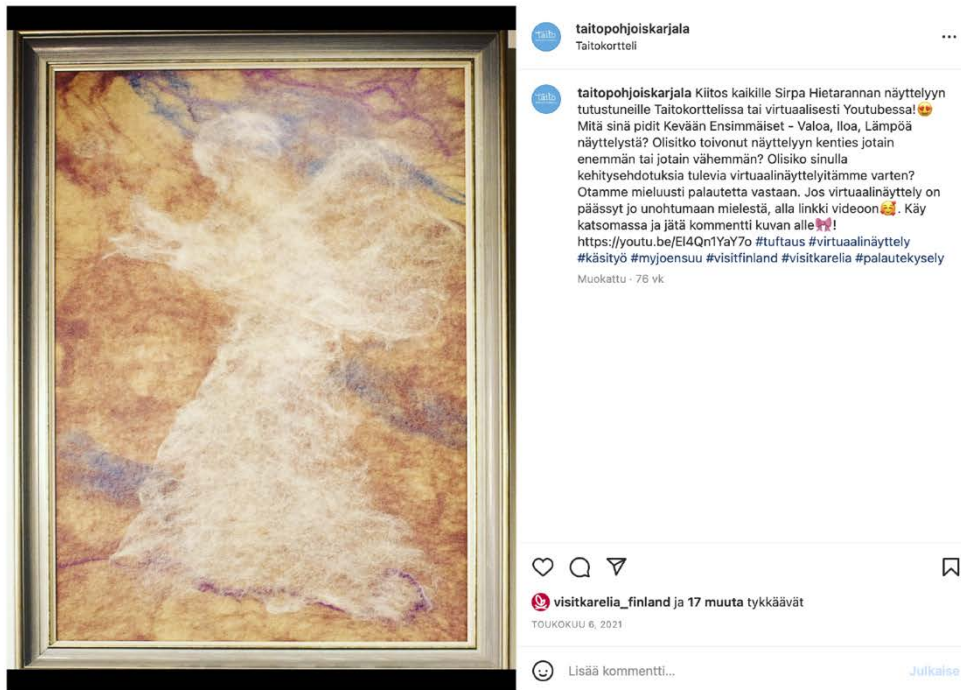 taitopohjoiskarjala
Taitokortteli
taitopohjoiskarjala Kiitos kaikille Sirpa Hietarannan näyttelyyn
tutustuneille Taitokorttelissa tai virtuaalisesti Youtubessa!😍
Mitä sinä pidit Kevään Ensimmäiset - Valoa, Iloa, Lämpöä
näyttelystä? Olisitko toivonut näyttelyyn kenties jotain
enemmän tai jotain vähemmän? Olisiko sinulla
kehitysehdotuksia tulevia virtuaalinäyttelyitämme varten?
Otamme mieluusti palautetta vastaan. Jos virtuaalinäyttely on
päässyt jo unohtumaan mielestä, alla linkki videoon🥰. Käy
katsomassa ja jätä kommentti kuvan alle🎀!
https://youtu.be/El4Qn1YaY7o #tuftaus #virtuaalinäyttely
#käsityö #myjoensuu #visitfinland #visitkarelia #palautekysely
Muokattu · 76 vk
visitkarelia_finland ja 17 muuta tykkäävät
TOUKOKUU 6, 2021
Lisää kommentti...
Julkaise